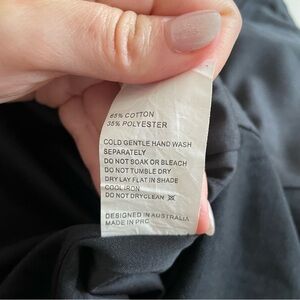 65% COTTON
35% POLYESTER
COLD GENTLE HAND WASH
SEPARATELY
DO NOT SOAK OR BLEACH
DO NOT TUMBLE DRY
DRY LAY FLAT IN SHADE
COOL IRON
DO NOT DRYCLEAN
DESIGNED IN AUSTRALIA
MADE IN PRC